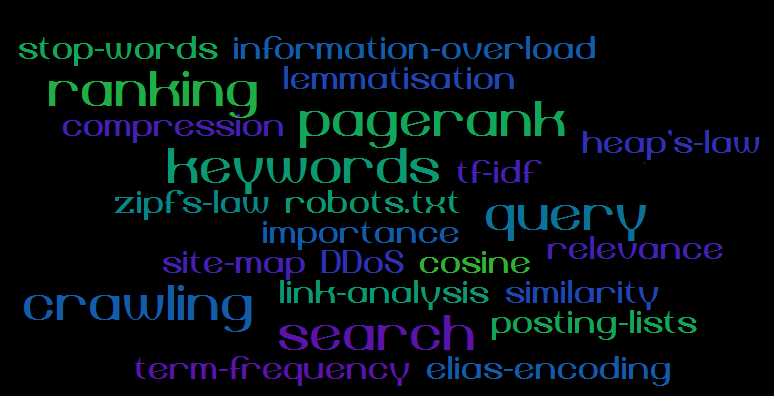 stop-words information-overload
ranking lemmatisation
compression pagerank heap's-law
keywords tf-idf
zipf's-law robots.txt query
importance relevance
site-map DDoS cosine
crawling link-analysis similarity
search posting-lists
term-frequency elias-encoding